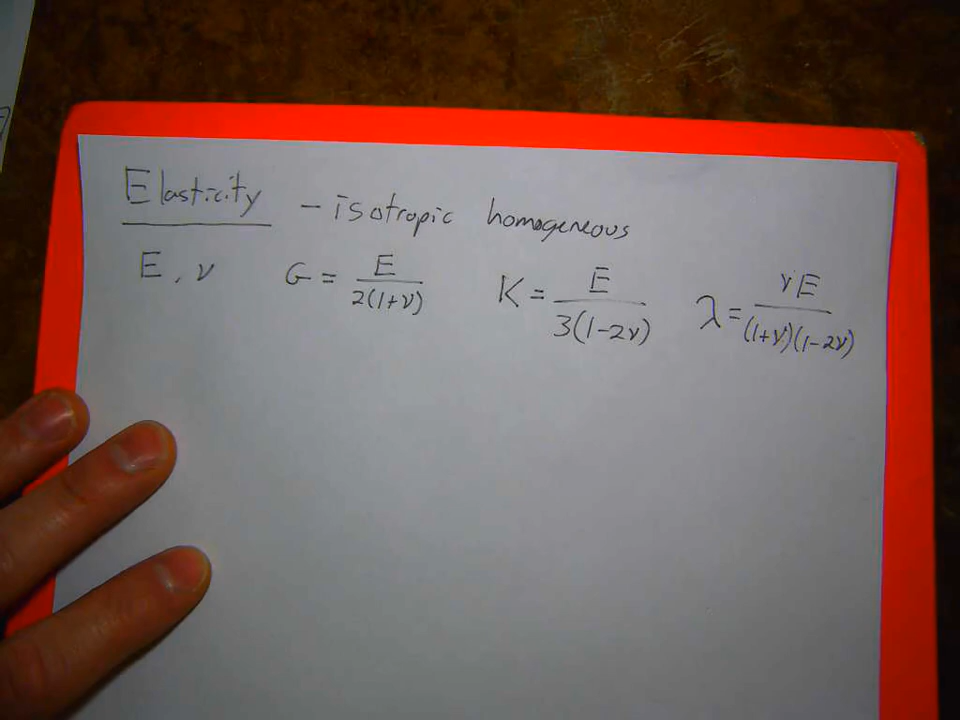 Elasticity - isotropic homogeneous
E, ν G = E / 2(1+ν) K = E / 3(1-2ν) λ = νE / (1+ν)(1-2ν)